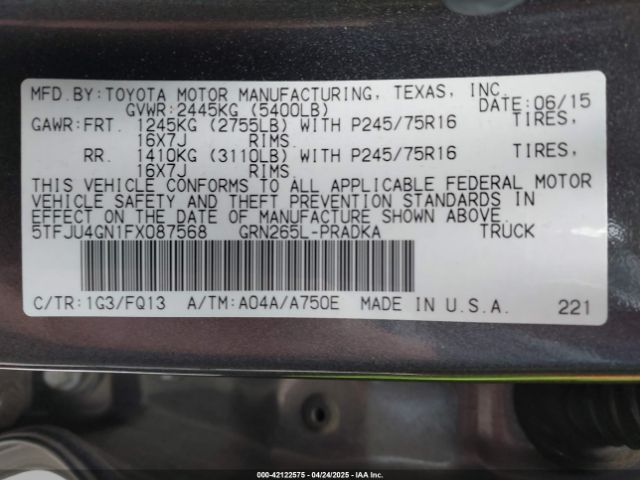 MFD.BY:TOYOTA MOTOR MANUFACTURING, TEXAS, INC.
GVWR:2445KG (5400LB) DATE:06/15
GAWR:FRT. 1245KG (2755LB) WITH P245/75R16 TIRES,
16X7J RIMS.
RR. 1410KG (3110LB) WITH P245/75R16 TIRES,
16X7J RIMS.
THIS VEHICLE CONFORMS TO ALL APPLICABLE FEDERAL MOTOR
VEHICLE SAFETY AND THEFT PREVENTION STANDARDS IN
EFFECT ON THE DATE OF MANUFACTURE SHOWN ABOVE.
5TFJU4GN1FX087568 GRN265L-PRADKA TRUCK
C/TR:1G3/FQ13 A/TM:A04A/A750E MADE IN U.S.A. 221
000-42122575 - 04/24/2025 - IAA Inc.